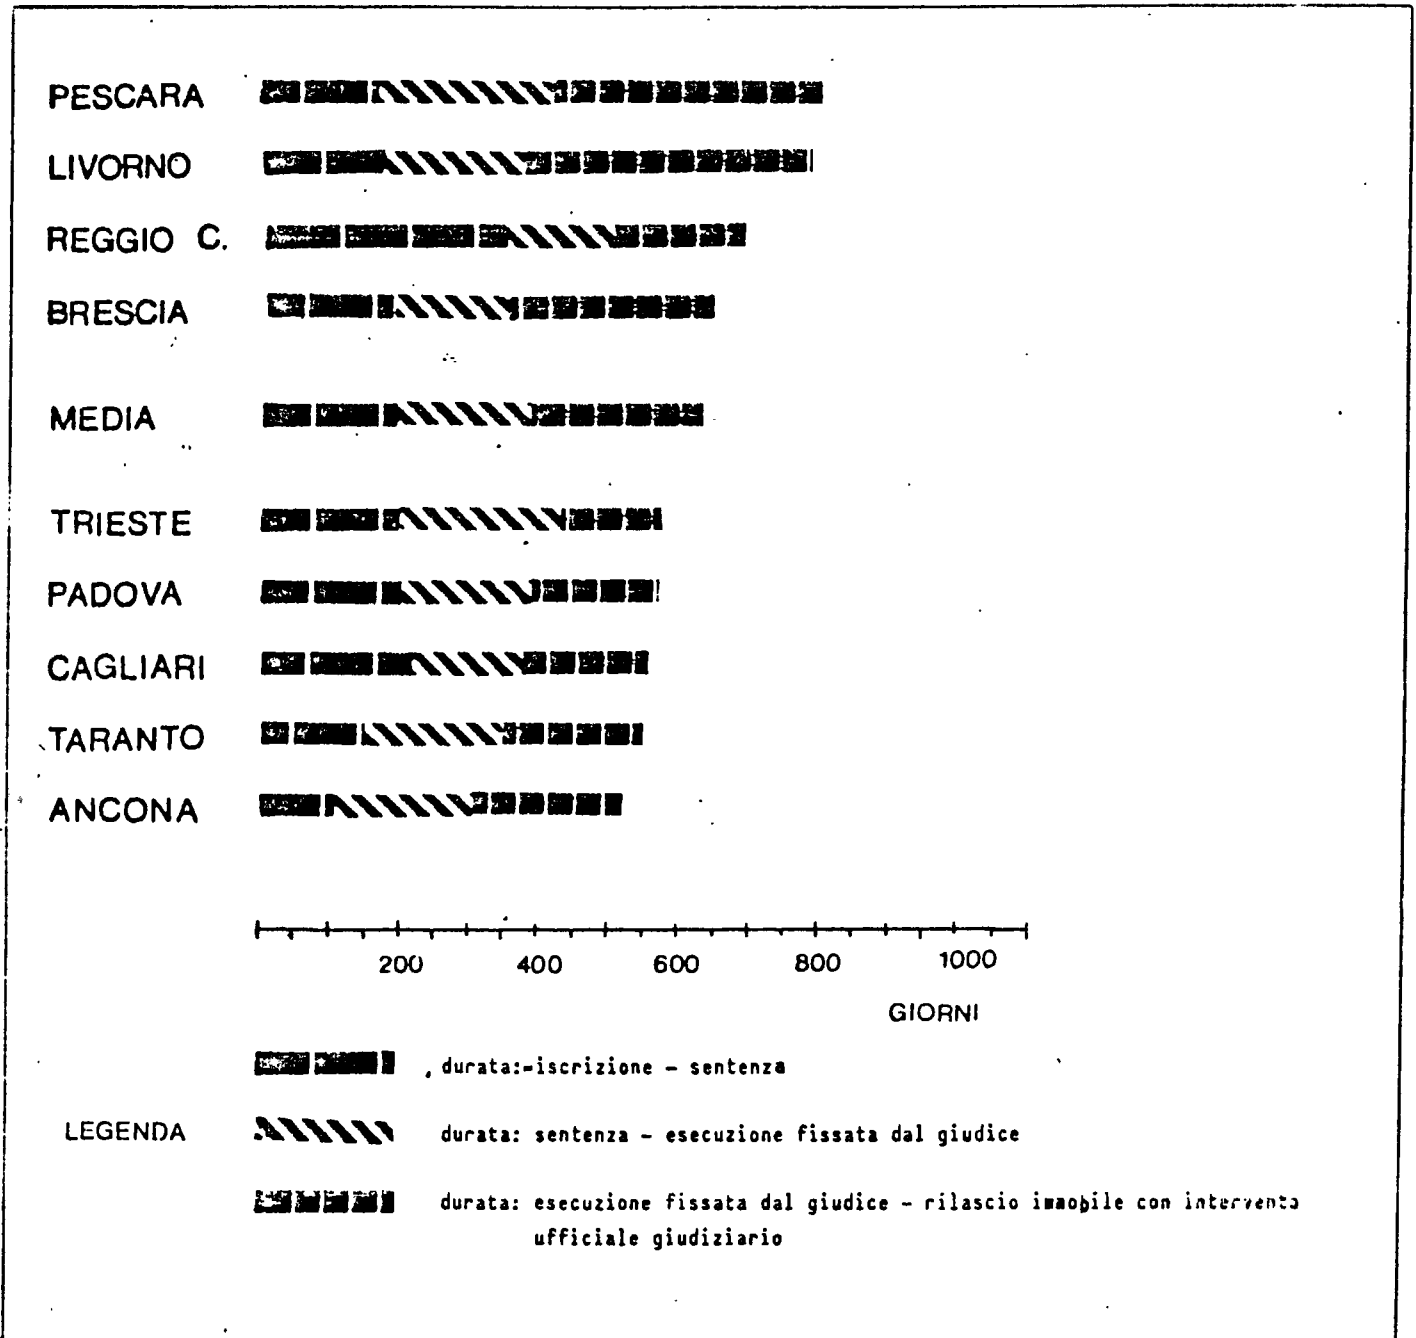 PESCARA
LIVORNO
REGGIO C.
BRESCIA
MEDIA
TRIESTE
PADOVA
CAGLIARI
TARANTO
ANCONA
200 400 600 800 1000
GIORNI
durata:-iscrizione - sentenza
LEGENDA durata: sentenza - esecuzione fissata dal giudice
durata: esecuzione fissata dal giudice - rilascio immobile con intervento
ufficiale giudiziario